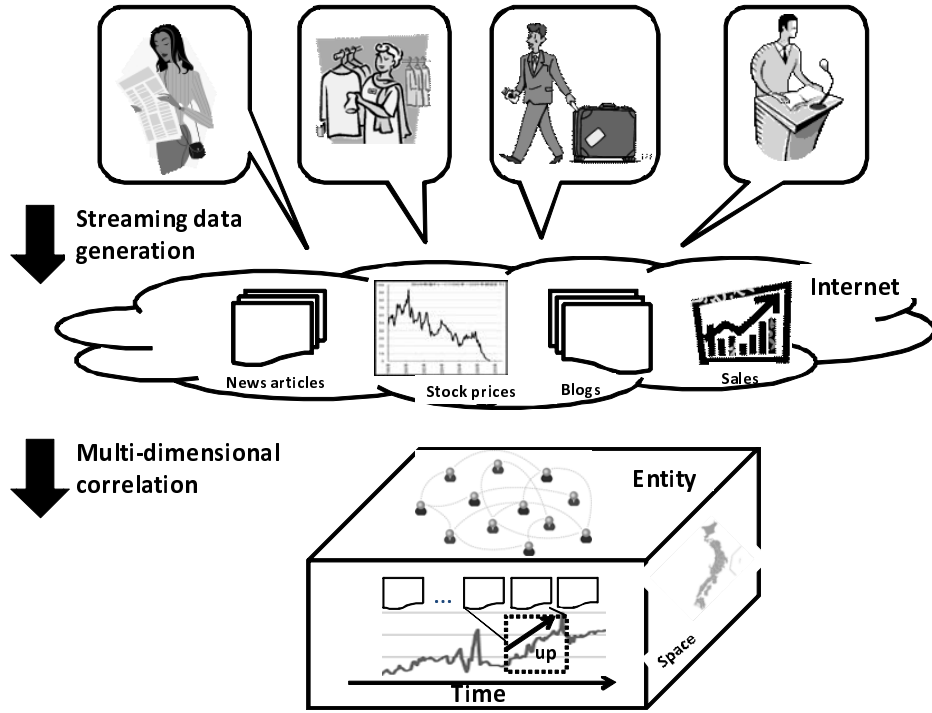 Streaming data
generation
Internet
News articles
Stock prices
Blogs
Sales
Multi-dimensional
correlation
Entity
...
up
Space
Time